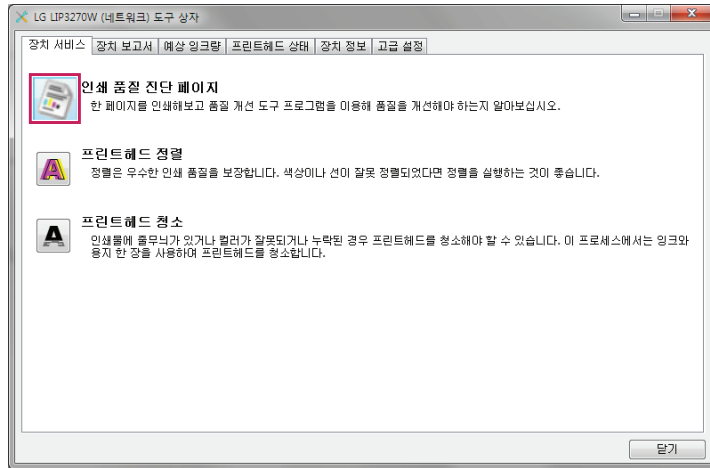 LG LIP3270W (네트워크) 도구 상자
장치 서비스 장치 보고서 예상 잉크량 프린트헤드 상태 장치 정보 고급 설정
인쇄 품질 진단 페이지
한 페이지를 인쇄해보고 품질 개선 도구 프로그램을 이용해 품질을 개선해야 하는지 알아보십시오.
프린트헤드 정렬
정렬은 우수한 인쇄 품질을 보장합니다. 색상이나 선이 잘못 정렬되었다면 정렬을 실행하는 것이 좋습니다.
프린트헤드 청소
인쇄물에 줄무늬가 있거나 컬러가 잘못되거나 누락된 경우 프린트헤드를 청소해야 할 수 있습니다. 이 프로세스에서는 잉크와
용지 한 장을 사용하여 프린트헤드를 청소합니다.
닫기